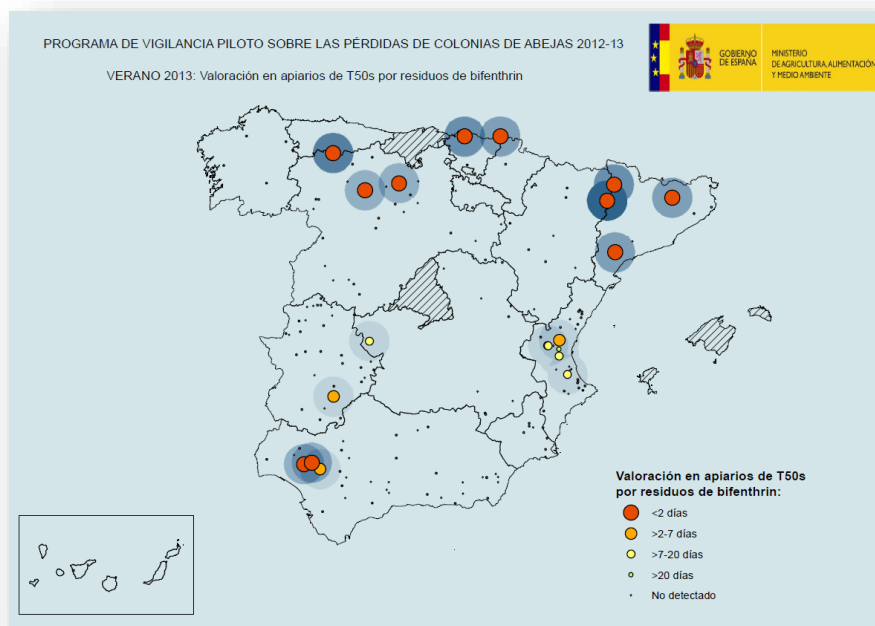 PROGRAMA DE VIGILANCIA PILOTO SOBRE LAS PÉRDIDAS DE COLONIAS DE ABEJAS 2012-13
VERANO 2013: Valoración en apiarios de T50s por residuos de bifenthrin
GOBIERNO
DE ESPAÑA
MINISTERIO
DE AGRICULTURA, ALIMENTACIÓN
Y MEDIO AMBIENTE
Valoración en apiarios de T50s
por residuos de bifenthrin:
<2 días
>2-7 días
>7-20 días
>20 días
No detectado